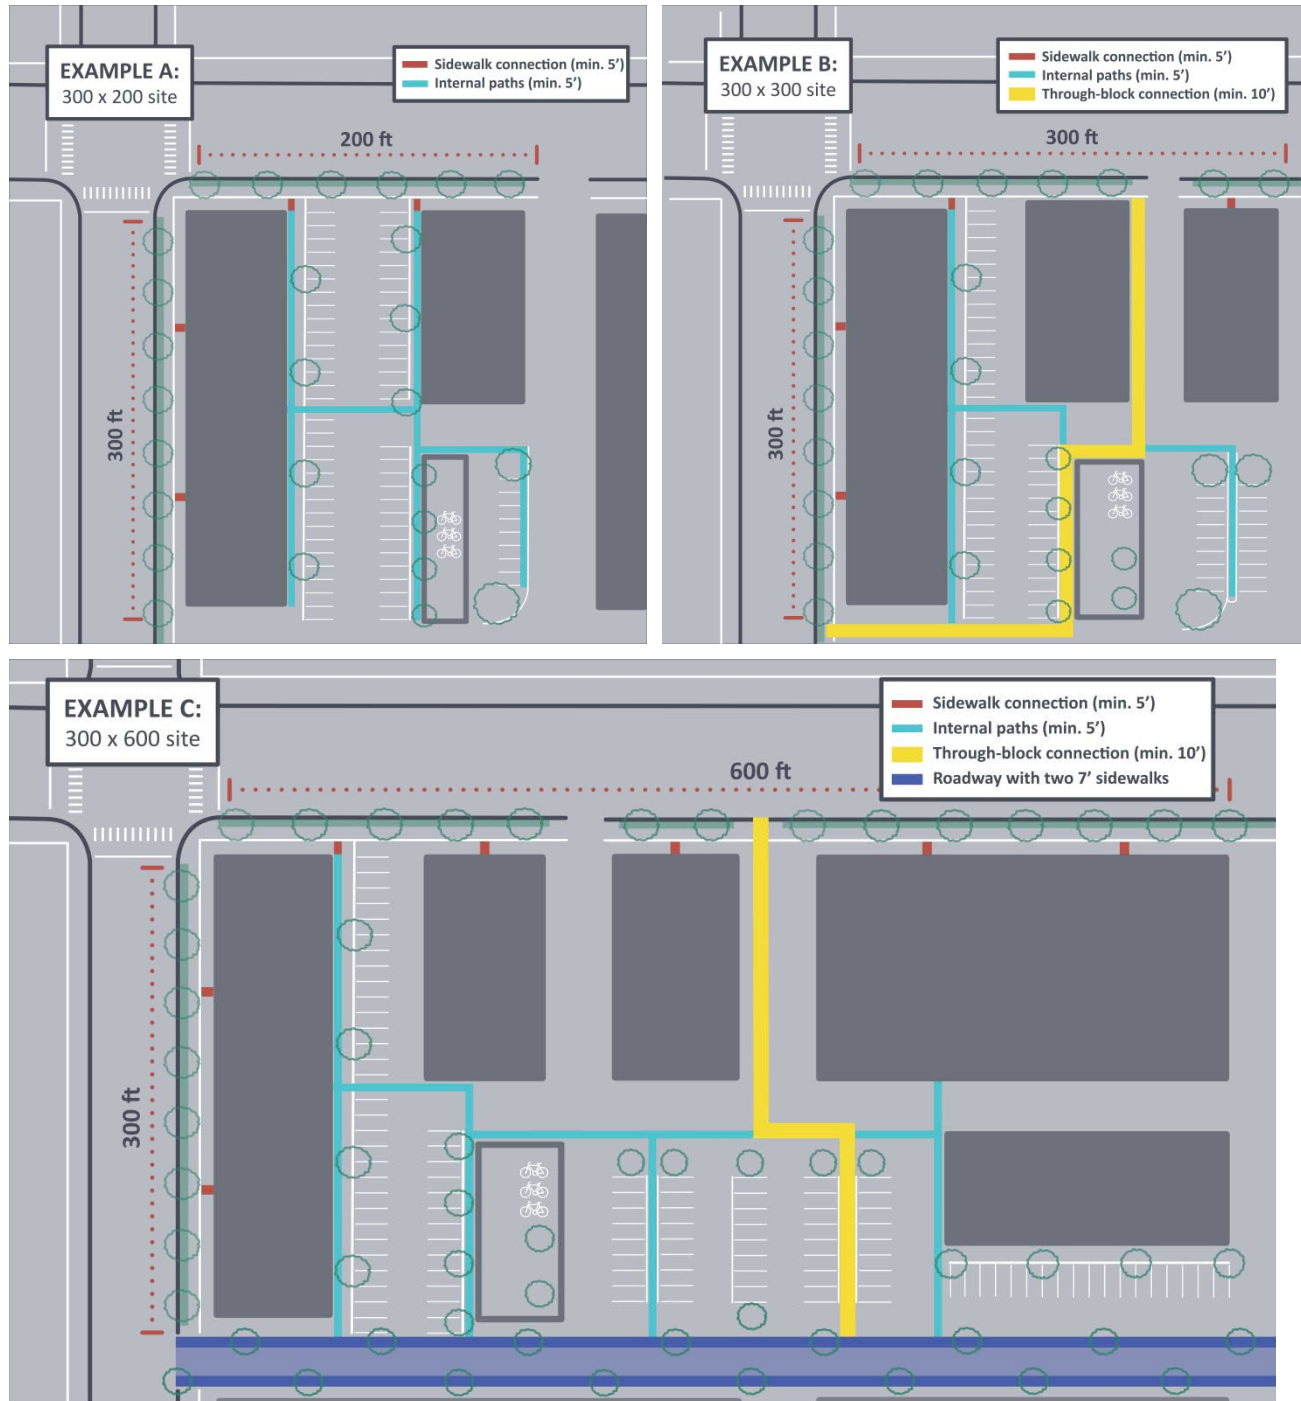 EXAMPLE A:
300 x 200 site
Sidewalk connection (min. 5')
Internal paths (min. 5')
200 ft
300 ft
EXAMPLE B:
300 x 300 site
Sidewalk connection (min. 5')
Internal paths (min. 5')
Through-block connection (min. 10')
300 ft
300 ft
EXAMPLE C:
300 x 600 site
Sidewalk connection (min. 5')
Internal paths (min. 5')
Through-block connection (min. 10')
Roadway with two 7' sidewalks
600 ft
300 ft